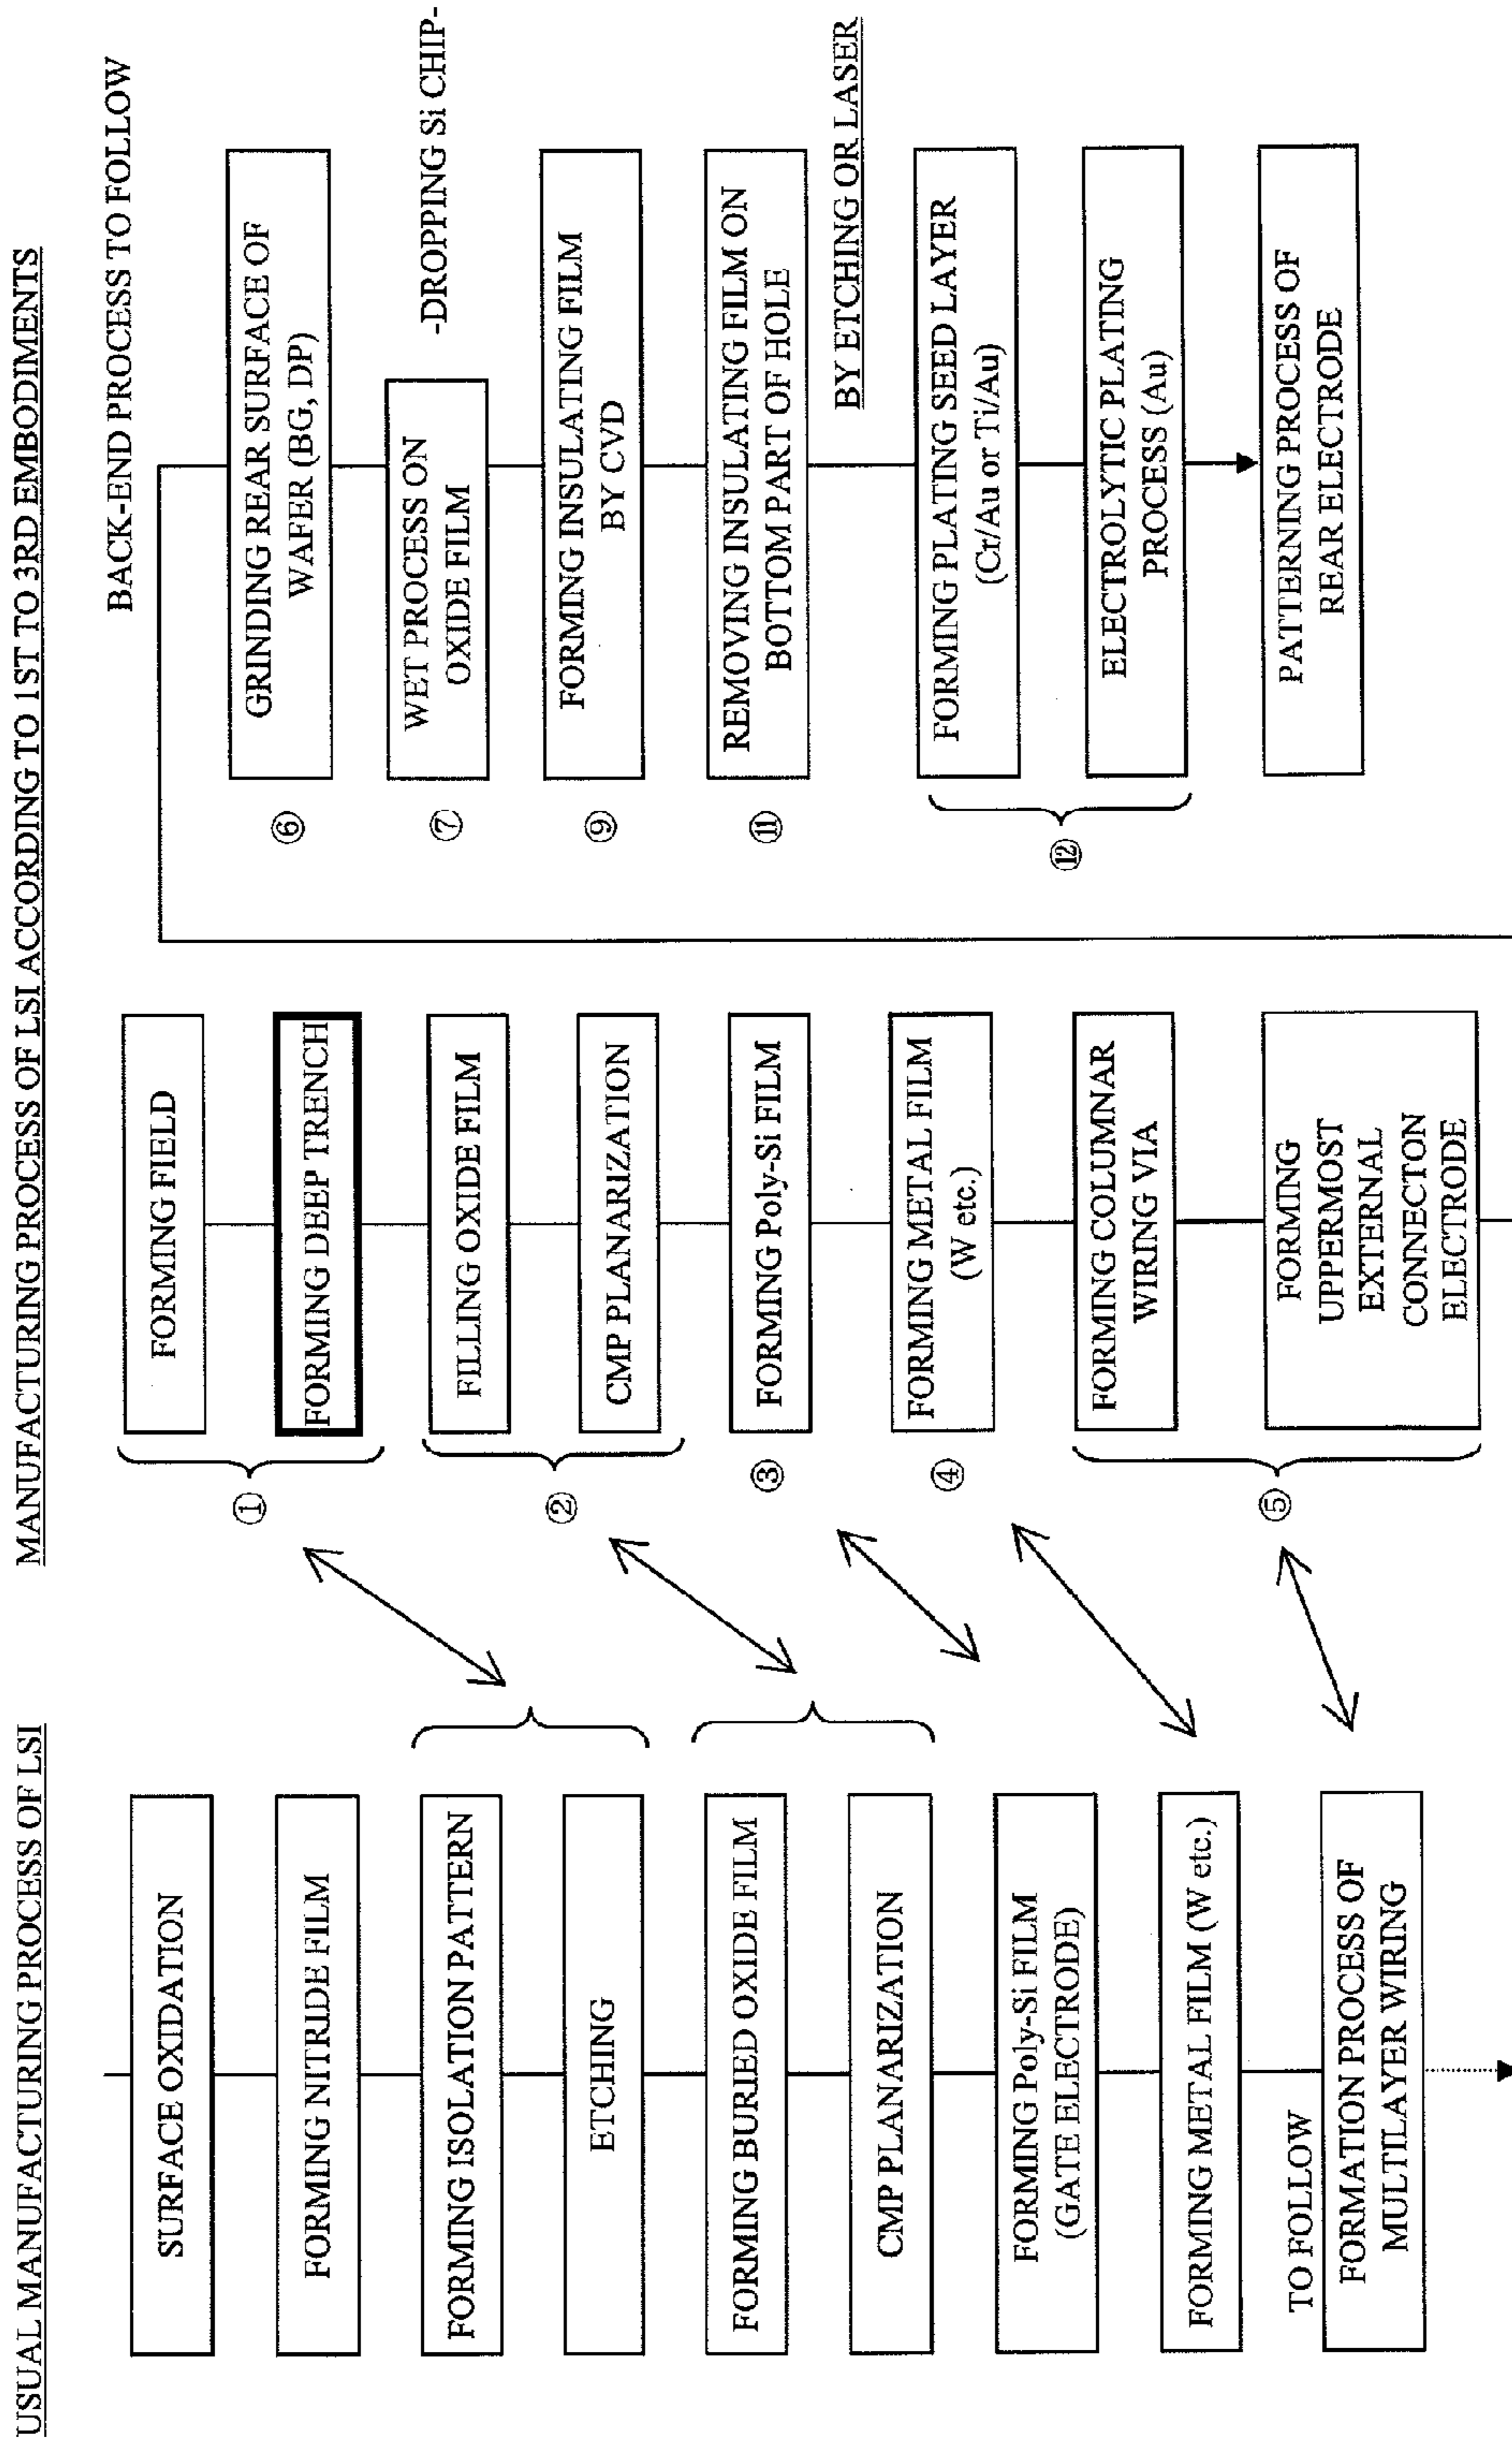 USUAL MANUFACTURING PROCESS OF LSI
SURFACE OXIDATION
FORMING NITRIDE FILM
FORMING ISOLATION PATTERN
ETCHING
FORMING BURIED OXIDE FILM
CMP PLANARIZATION
FORMING Poly-Si FILM
(GATE ELECTRODE)
FORMING METAL FILM (W etc.)
TO FOLLOW
FORMATION PROCESS OF
MULTILAYER WIRING
MANUFACTURING PROCESS OF LSI ACCORDING TO 1ST TO 3RD EMBODIMENTS
①
FORMING FIELD
FORMING DEEP TRENCH
②
FILLING OXIDE FILM
CMP PLANARIZATION
③
FORMING Poly-Si FILM
④
FORMING METAL FILM
(W etc.)
⑤
FORMING COLUMNAR
WIRING VIA
FORMING
UPPERMOST
EXTERNAL
CONNECTON
ELECTRODE
BACK-END PROCESS TO FOLLOW
⑥
GRINDING REAR SURFACE OF
WAFER (BG, DP)
⑦
WET PROCESS ON
OXIDE FILM
-DROPPING Si CHIP-
⑨
FORMING INSULATING FILM
BY CVD
⑪
REMOVING INSULATING FILM ON
BOTTOM PART OF HOLE
BY ETCHING OR LASER
⑫
FORMING PLATING SEED LAYER
(Cr/Au or Ti/Au)
ELECTROLYTIC PLATING
PROCESS (Au)
PATTERNING PROCESS OF
REAR ELECTRODE